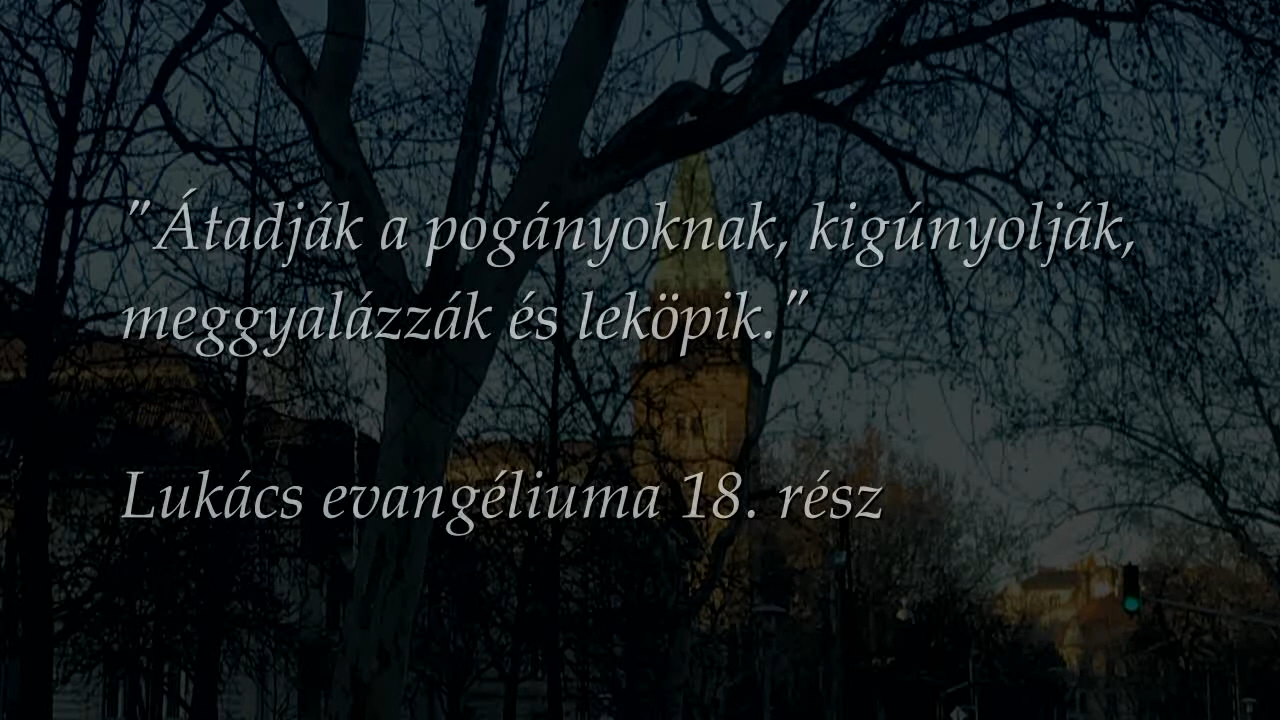 "Átadják a pogányoknak, kigúnyolják,
meggyalázzák és leköpik."
Lukács evangéliuma 18. rész